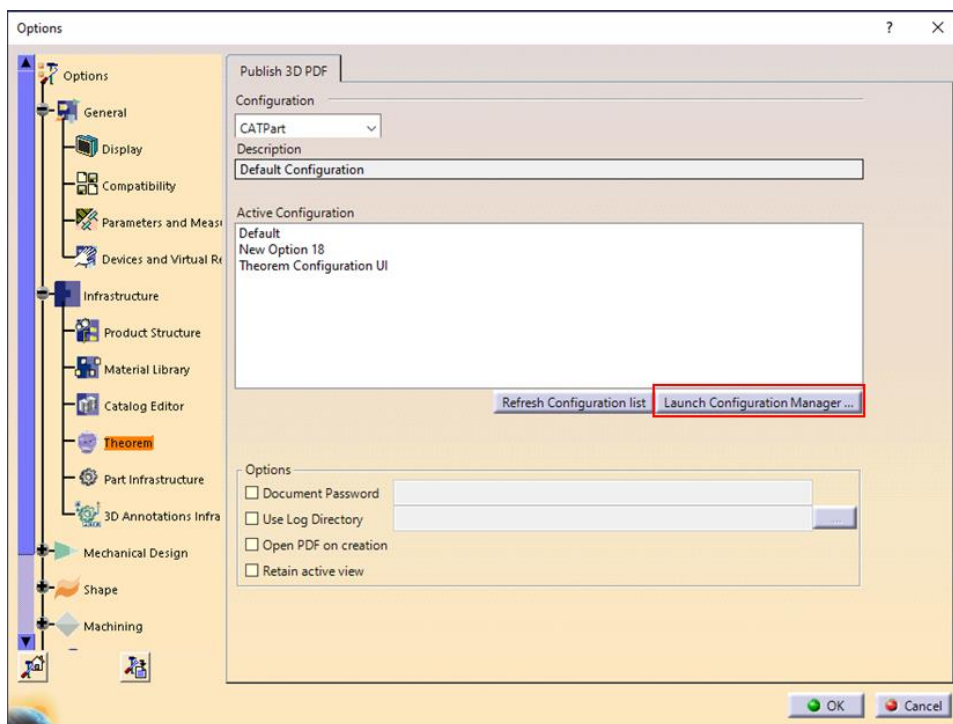 Options
?
Options
General
Display
Compatibility
Parameters and Meas
Devices and Virtual Re
Infrastructure
Product Structure
Material Library
Catalog Editor
Theorem
Part Infrastructure
3D Annotations Infra
Mechanical Design
Shape
Machining
Publish 3D PDF
Configuration
CATPart
Description
Default Configuration
Active Configuration
Default
New Option 18
Theorem Configuration UI
Refresh Configuration list
Launch Configuration Manager ...
Options
Document Password
Use Log Directory
...
Open PDF on creation
Retain active view
OK
Cancel